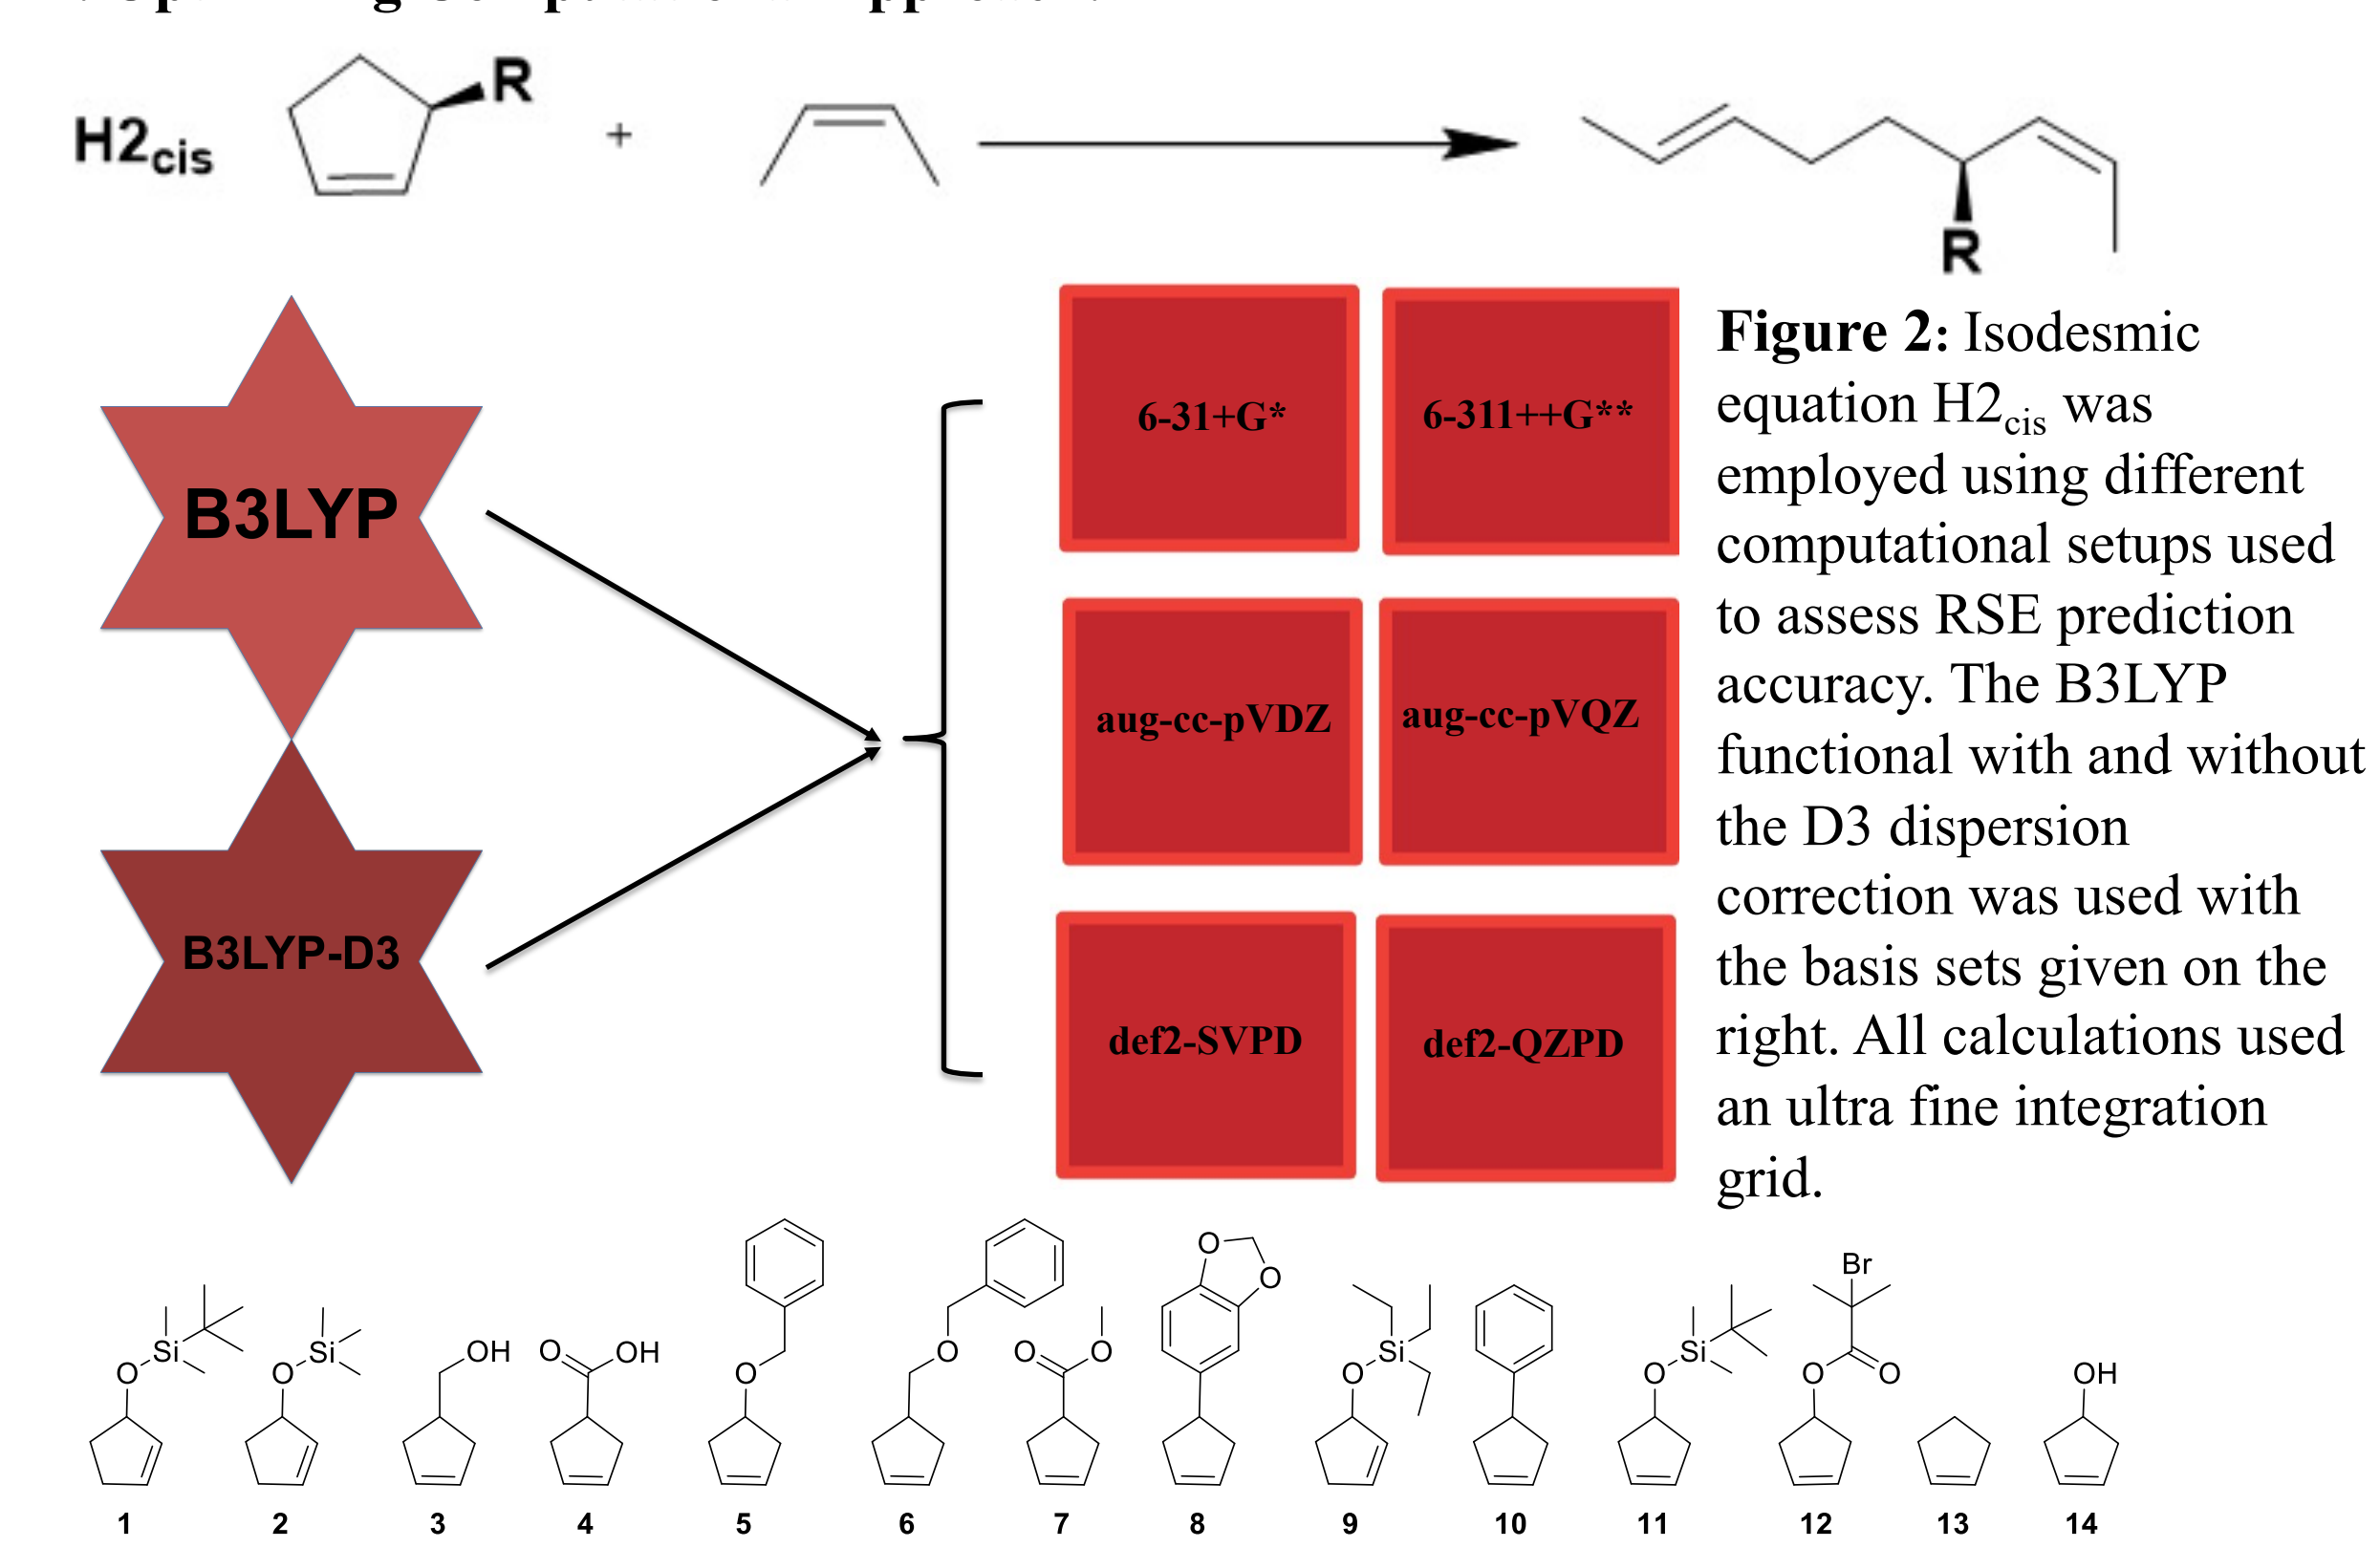 R
H2cis
+
R
B3LYP
B3LYP-D3
6-31+G*
6-311++G**
aug-cc-pVDZ
aug-cc-pVQZ
def2-SVPD
def2-QZPD
Figure 2: Isodesmic
equation H2cis was
employed using different
computational setups used
to assess RSE prediction
accuracy. The B3LYP
functional with and without
the D3 dispersion
correction was used with
the basis sets given on the
right. All calculations used
an ultra fine integration
grid.
O Si
O Si
OH
O OH
O
O
O O
O O
O Si
O Si
Br O O
OH
1 2 3 4 5 6 7 8 9 10 11 12 13 14